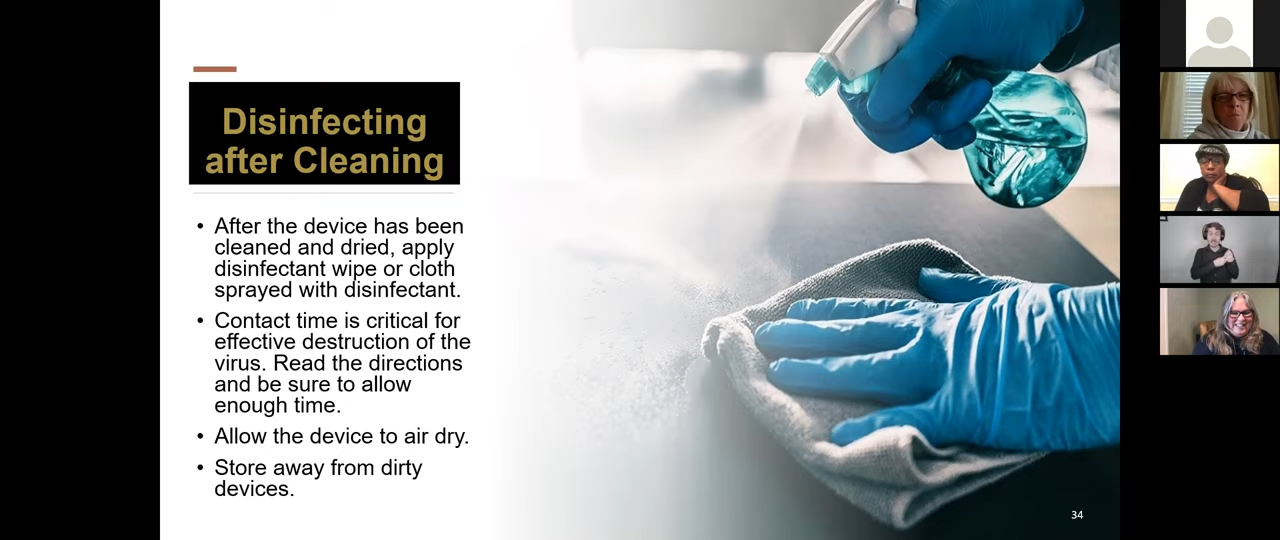 Disinfecting
after Cleaning
• After the device has been
cleaned and dried, apply
disinfectant wipe or cloth
sprayed with disinfectant.
• Contact time is critical for
effective destruction of the
virus. Read the directions
and be sure to allow
enough time.
• Allow the device to air dry.
• Store away from dirty
devices.
34